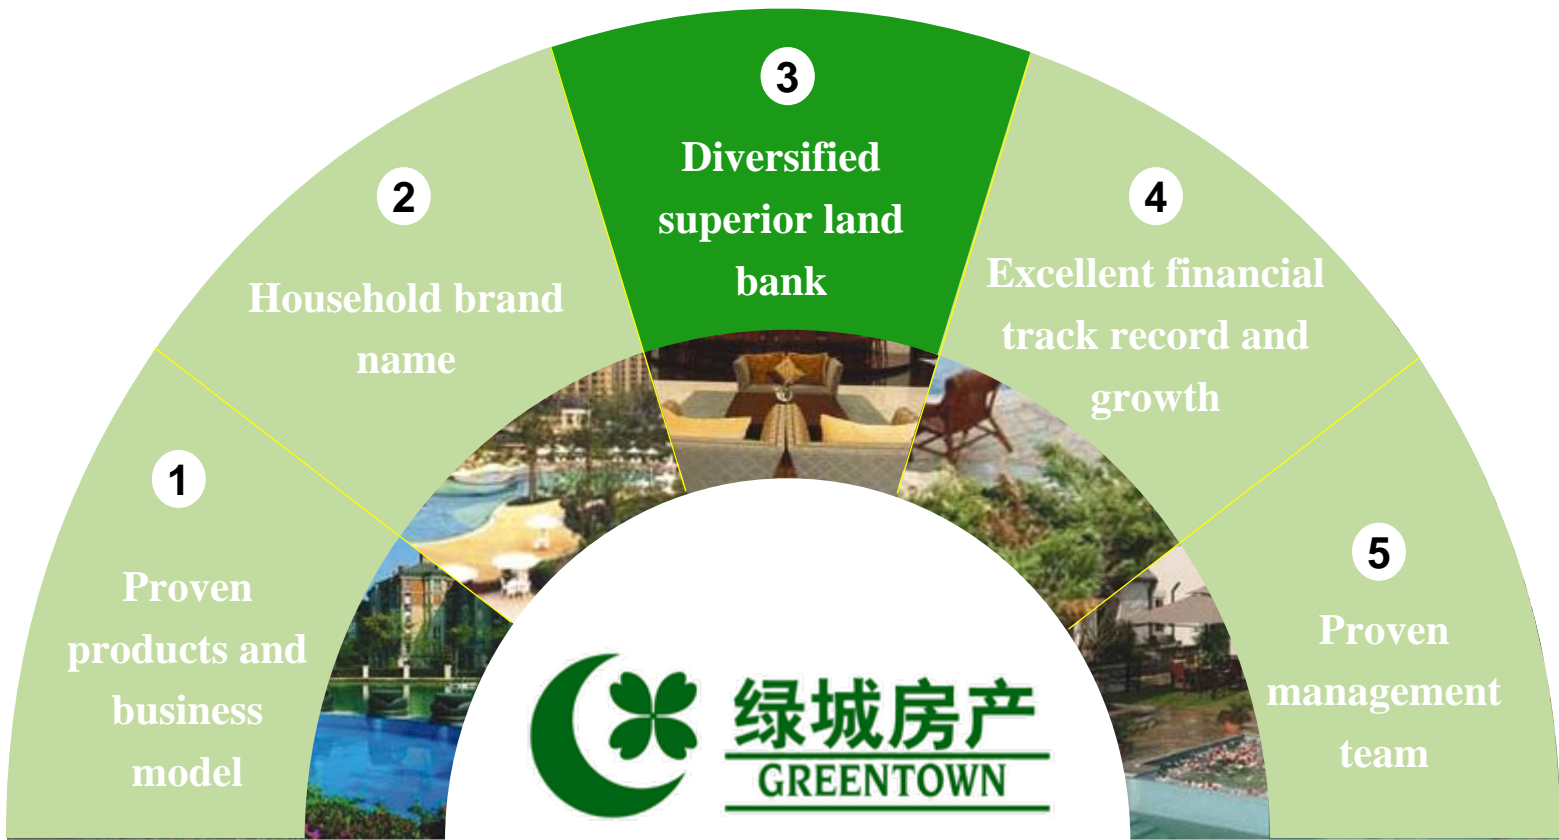 1
Proven
products and
business
model
2
Household brand
name
3
Diversified
superior land
bank
4
Excellent financial
track record and
growth
5
Proven
management
team
绿城房产
GREENTOWN